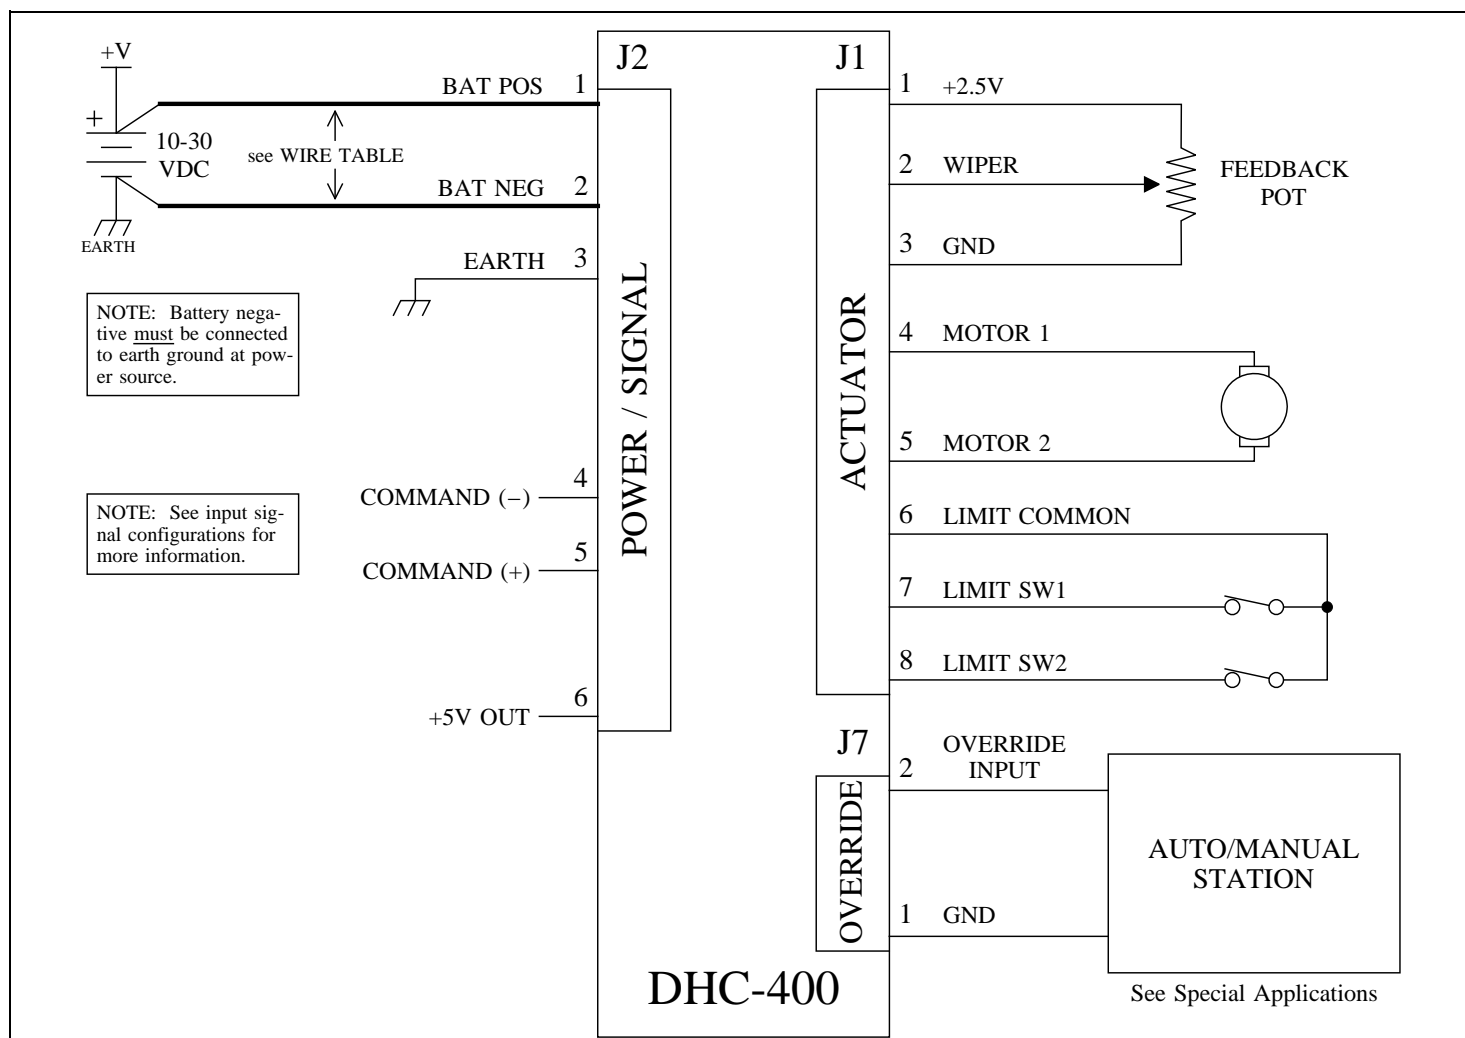 +V
+
10-30
VDC
EARTH
see WIRE TABLE
BAT POS 1
BAT NEG 2
EARTH 3
NOTE: Battery nega-
tive must be connected
to earth ground at pow-
er source.
NOTE: See input sig-
nal configurations for
more information.
COMMAND (−) 4
COMMAND (+) 5
+5V OUT 6
J2
POWER / SIGNAL
J1
ACTUATOR
1 +2.5V
2 WIPER
3 GND
FEEDBACK
POT
4 MOTOR 1
5 MOTOR 2
6 LIMIT COMMON
7 LIMIT SW1
8 LIMIT SW2
J7
OVERRIDE
2 OVERRIDE
INPUT
1 GND
AUTO/MANUAL
STATION
See Special Applications
DHC-400